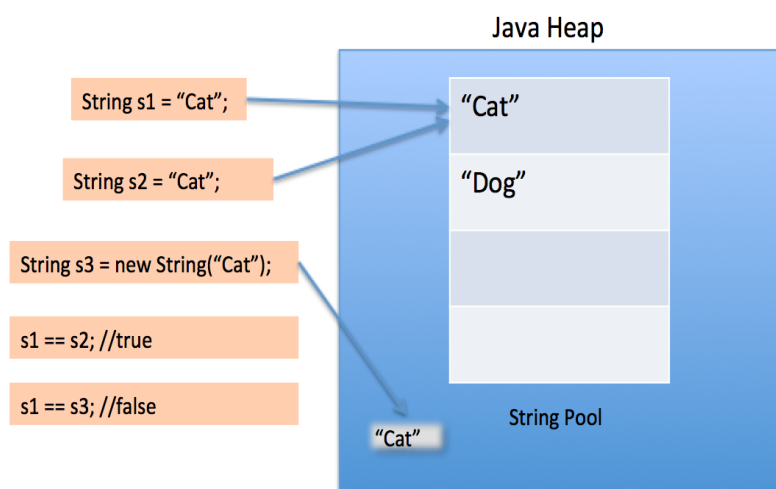 Java Heap
String s1 = “Cat”;
String s2 = “Cat”;
String s3 = new String(“Cat”);
s1 == s2; //true
s1 == s3; //false
“Cat”
“Dog”
String Pool
“Cat”